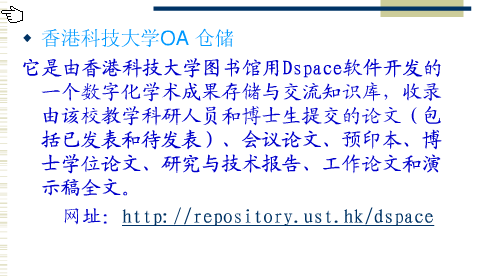 香港科技大学OA 仓储
它是由香港科技大学图书馆用Dspace软件开发的
一个数字化学术成果存储与交流知识库，收录
由该校教学科研人员和博士生提交的论文（包
括已发表和待发表）、会议论文、预印本、博
士学位论文、研究与技术报告、工作论文和演
示稿全文。
网址：http://repository.ust.hk/dspace